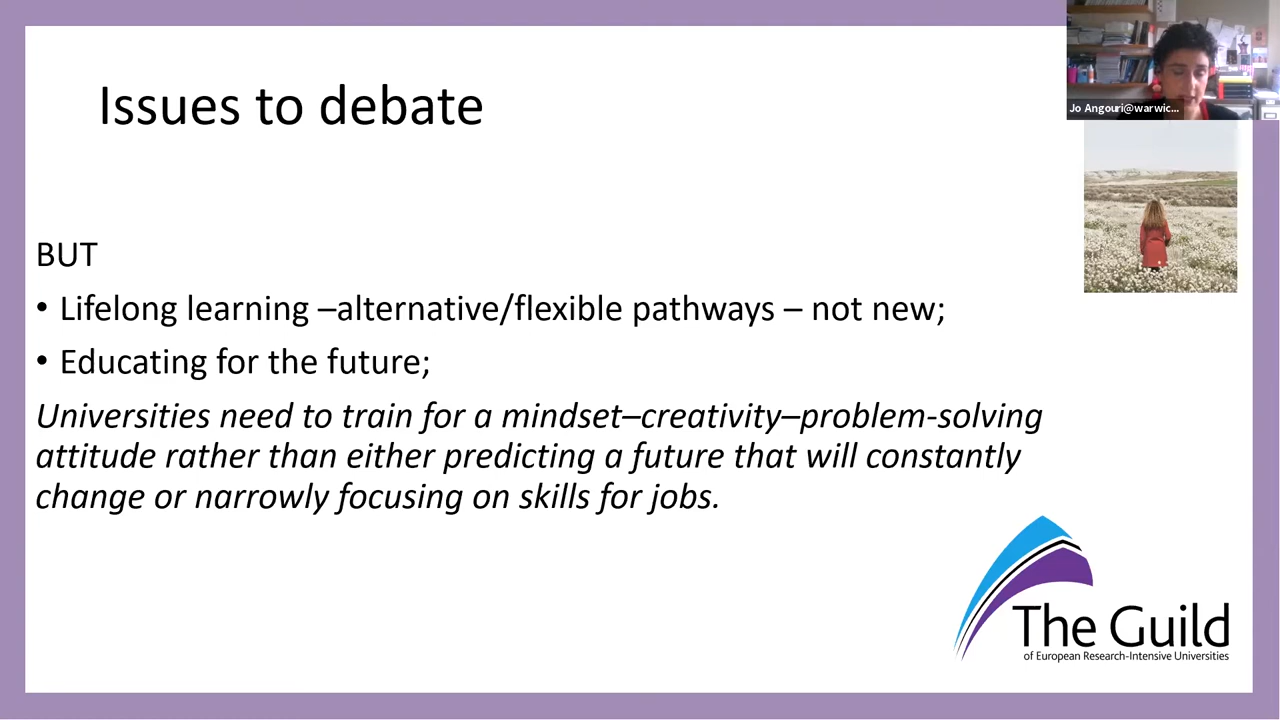 Issues to debate
Jo Angouri@warwic...
BUT
• Lifelong learning –alternative/flexible pathways – not new;
• Educating for the future;
Universities need to train for a mindset–creativity–problem-solving
attitude rather than either predicting a future that will constantly
change or narrowly focusing on skills for jobs.
The Guild
of European Research-Intensive Universities